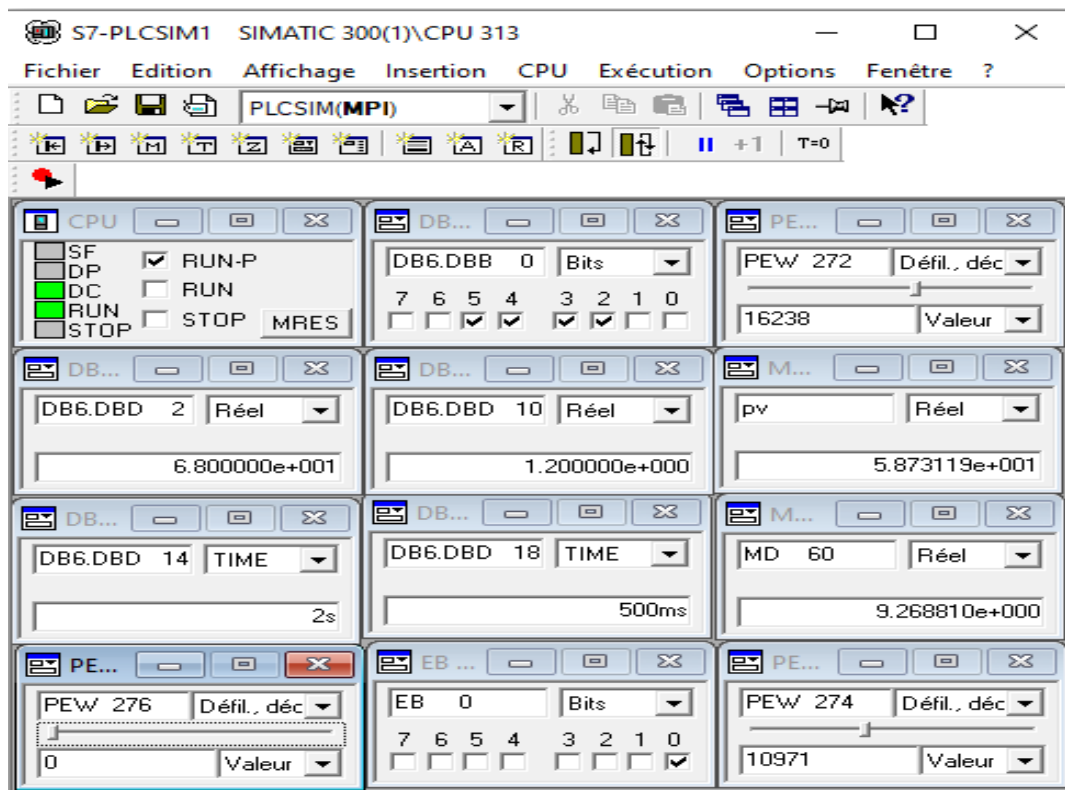 S7-PLCSIM1 SIMATIC 300(1)\CPU 313
Fichier Edition Affichage Insertion CPU Exécution Options Fenêtre ?
PLCSIM(MPI)
+1 T=0
CPU
SF
DP
DC
RUN
STOP
RUN-P
RUN
STOP MRES
DB...
DB6.DBB 0 Bits
7 6 5 4 3 2 1 0
PE...
PEW 272 Défil., déc
16238 Valeur
DB...
DB6.DBD 2 Réel
6.800000e+001
DB...
DB6.DBD 10 Réel
1.200000e+000
M...
pv Réel
5.873119e+001
DB...
DB6.DBD 14 TIME
2s
DB...
DB6.DBD 18 TIME
500ms
M...
MD 60 Réel
9.268810e+000
PE...
PEW 276 Défil., déc
0 Valeur
EB ...
EB 0 Bits
7 6 5 4 3 2 1 0
PE...
PEW 274 Défil., déc
10971 Valeur